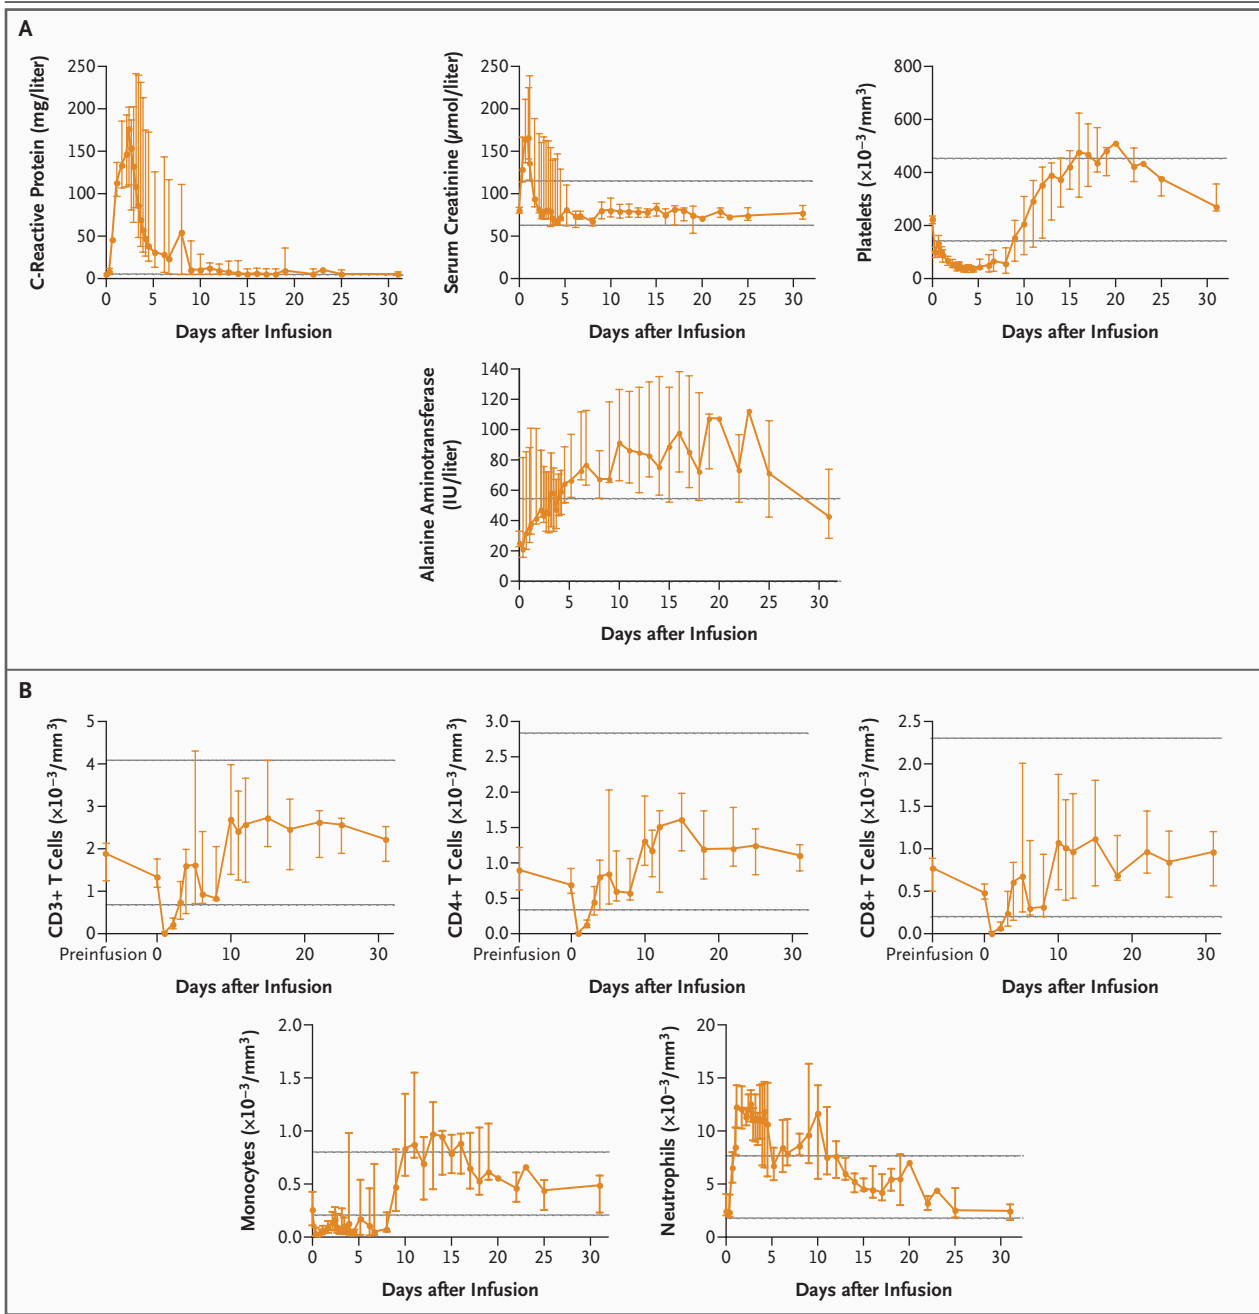 A
C-Reactive Protein (mg/liter)
250
200
150
100
50
0
0 5 10 15 20 25 30
Days after Infusion
Serum Creatinine (µmol/liter)
250
200
150
100
50
0
0 5 10 15 20 25 30
Days after Infusion
Platelets (×10⁻³/mm³)
800
600
400
200
0
0 5 10 15 20 25 30
Days after Infusion
Alanine Aminotransferase
(IU/liter)
140
120
100
80
60
40
20
0
0 5 10 15 20 25 30
Days after Infusion
B
CD3+ T Cells (×10⁻³/mm³)
5
4
3
2
1
0
Preinfusion 0 10 20 30
Days after Infusion
CD4+ T Cells (×10⁻³/mm³)
3.0
2.5
2.0
1.5
1.0
0.5
0.0
Preinfusion 0 10 20 30
Days after Infusion
CD8+ T Cells (×10⁻³/mm³)
2.5
2.0
1.5
1.0
0.5
0.0
Preinfusion 0 10 20 30
Days after Infusion
Monocytes (×10⁻³/mm³)
2.0
1.5
1.0
0.5
0.0
0 5 10 15 20 25 30
Days after Infusion
Neutrophils (×10⁻³/mm³)
20
15
10
5
0
0 5 10 15 20 25 30
Days after Infusion